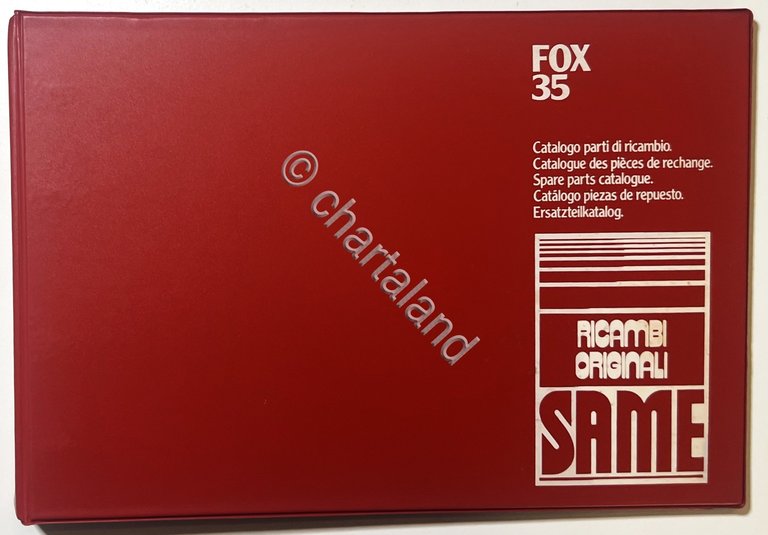 FOX
35
Catalogo parti di ricambio.
Catalogue des pièces de rechange.
Spare parts catalogue.
Catálogo piezas de repuesto.
Ersatzteilkatalog.
© chartaland
RICAMBI
ORIGINALI
SAME